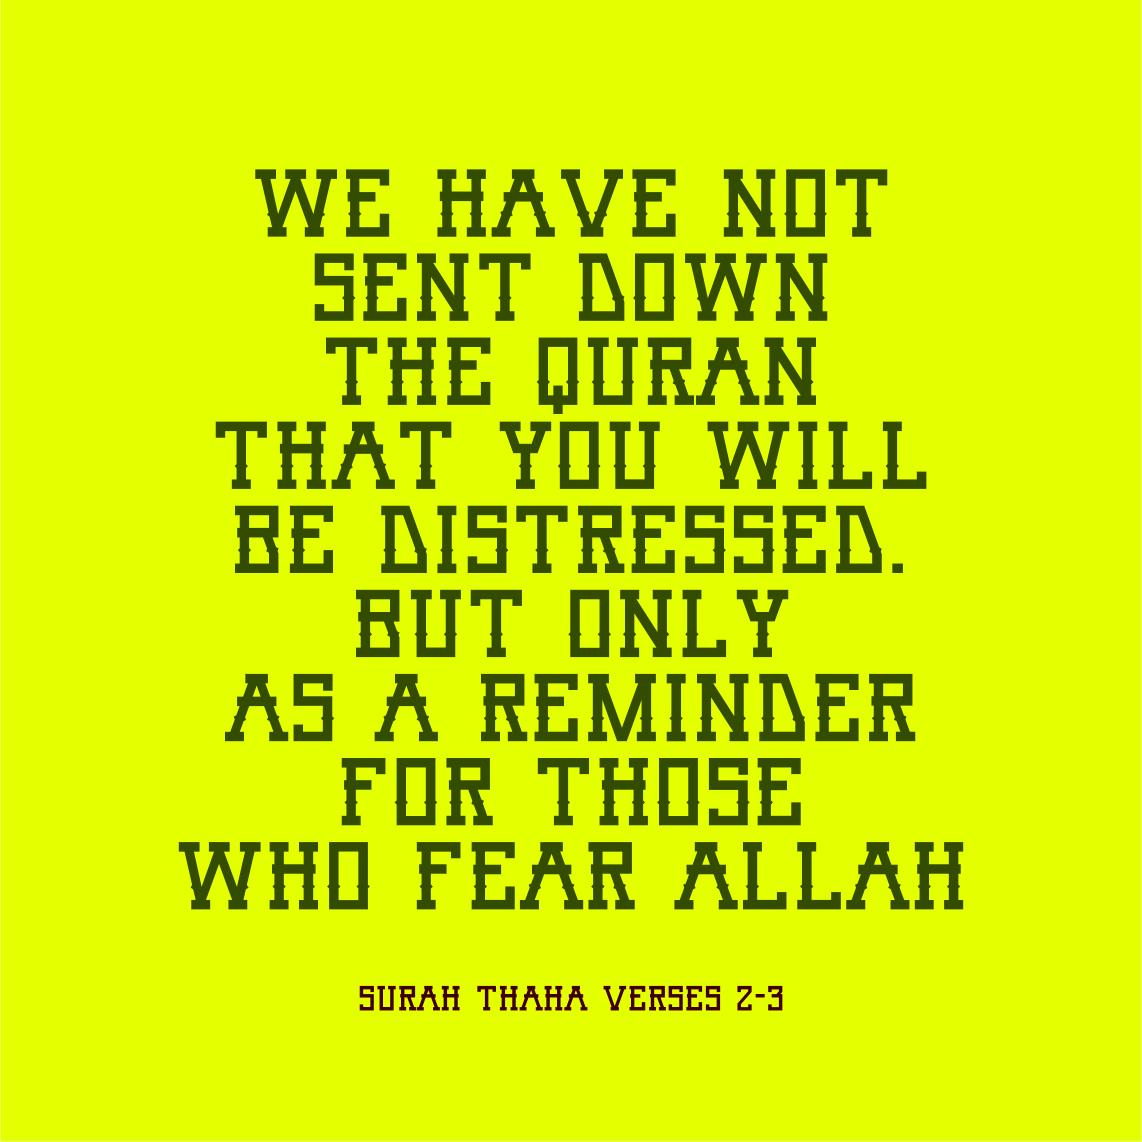 WE HAVE NOT
SENT DOWN
THE QURAN
THAT YOU WILL
BE DISTRESSED.
BUT ONLY
AS A REMINDER
FOR THOSE
WHO FEAR ALLAH
SURAH THAHA VERSES 2-3